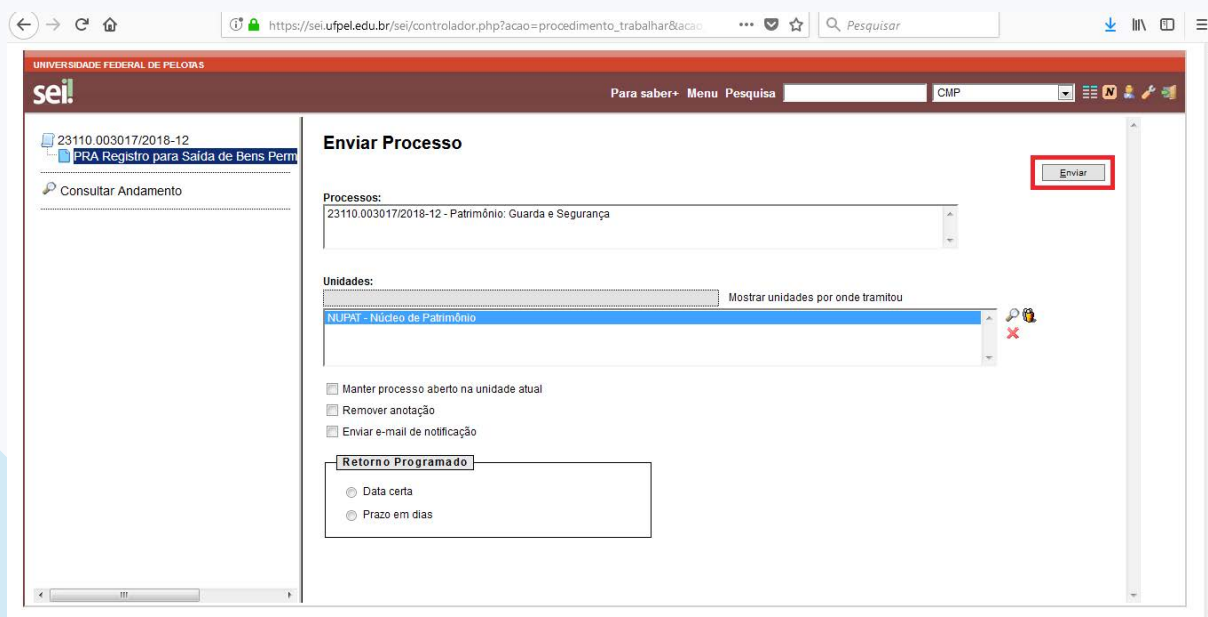 https://sei.ufpel.edu.br/sei/controlador.php?acao=procedimento_trabalhar&acao
Pesquisar
UNIVERSIDADE FEDERAL DE PELOTAS
sei!
Para saber+ Menu Pesquisa
CMP
N
23110.003017/2018-12
PRA Registro para Saída de Bens Perm
Consultar Andamento
Enviar Processo
Enviar
Processos:
23110.003017/2018-12 - Patrimônio: Guarda e Segurança
Unidades:
Mostrar unidades por onde tramitou
NUPAT - Núcleo de Patrimônio
Manter processo aberto na unidade atual
Remover anotação
Enviar e-mail de notificação
Retorno Programado
Data certa
Prazo em dias